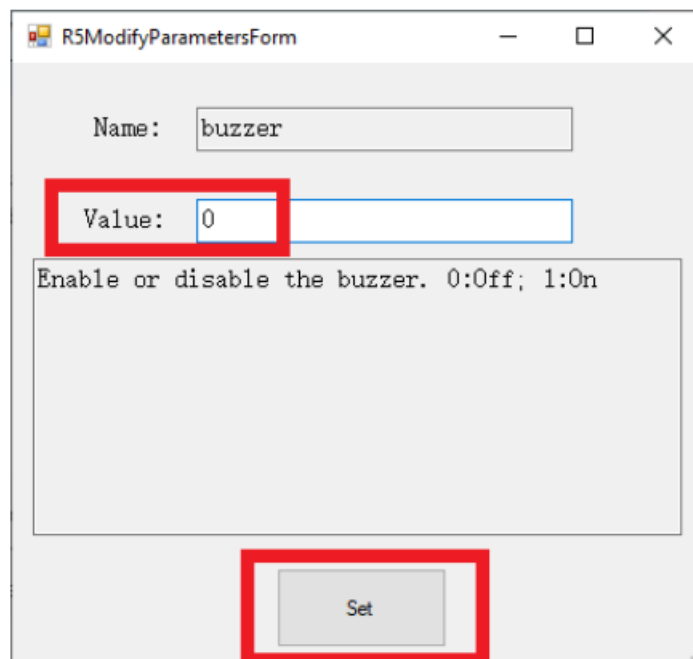 R5ModifyParametersForm
Name: buzzer
Value: 0
Enable or disable the buzzer. 0:Off; 1:On
Set